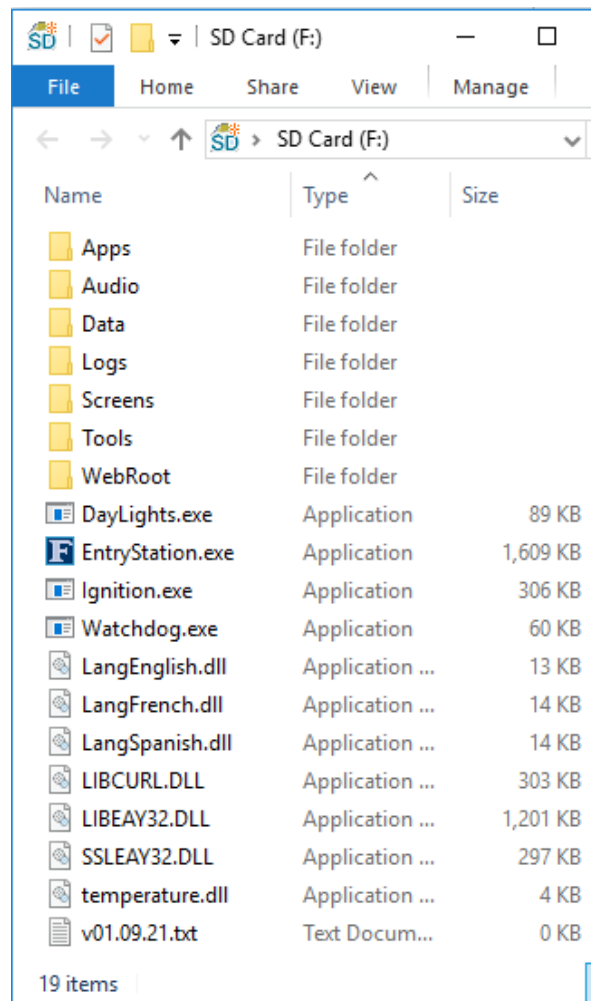 SD SD Card (F:)
File Home Share View Manage
SD > SD Card (F:)
Name Type Size
Apps File folder
Audio File folder
Data File folder
Logs File folder
Screens File folder
Tools File folder
WebRoot File folder
DayLights.exe Application 89 KB
F EntryStation.exe Application 1,609 KB
Ignition.exe Application 306 KB
Watchdog.exe Application 60 KB
LangEnglish.dll Application ... 13 KB
LangFrench.dll Application ... 14 KB
LangSpanish.dll Application ... 14 KB
LIBCURL.DLL Application ... 303 KB
LIBEAY32.DLL Application ... 1,201 KB
SSLEAY32.DLL Application ... 297 KB
temperature.dll Application ... 4 KB
v01.09.21.txt Text Docum... 0 KB
19 items